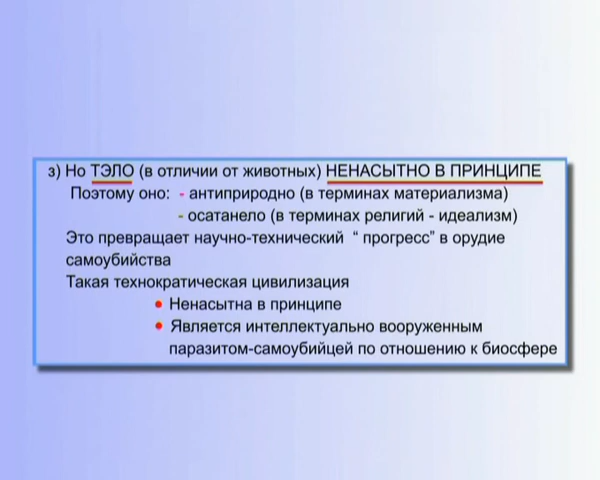 з) Но ТЭЛО (в отличии от животных) НЕНАСЫТНО В ПРИНЦИПЕ
Поэтому оно: - антиприродно (в терминах материализма)
- осатанело (в терминах религий - идеализм)
Это превращает научно-технический “ прогресс” в орудие
самоубийства
Такая технократическая цивилизация
• Ненасытна в принципе
• Является интеллектуально вооруженным
паразитом-самоубийцей по отношению к биосфере